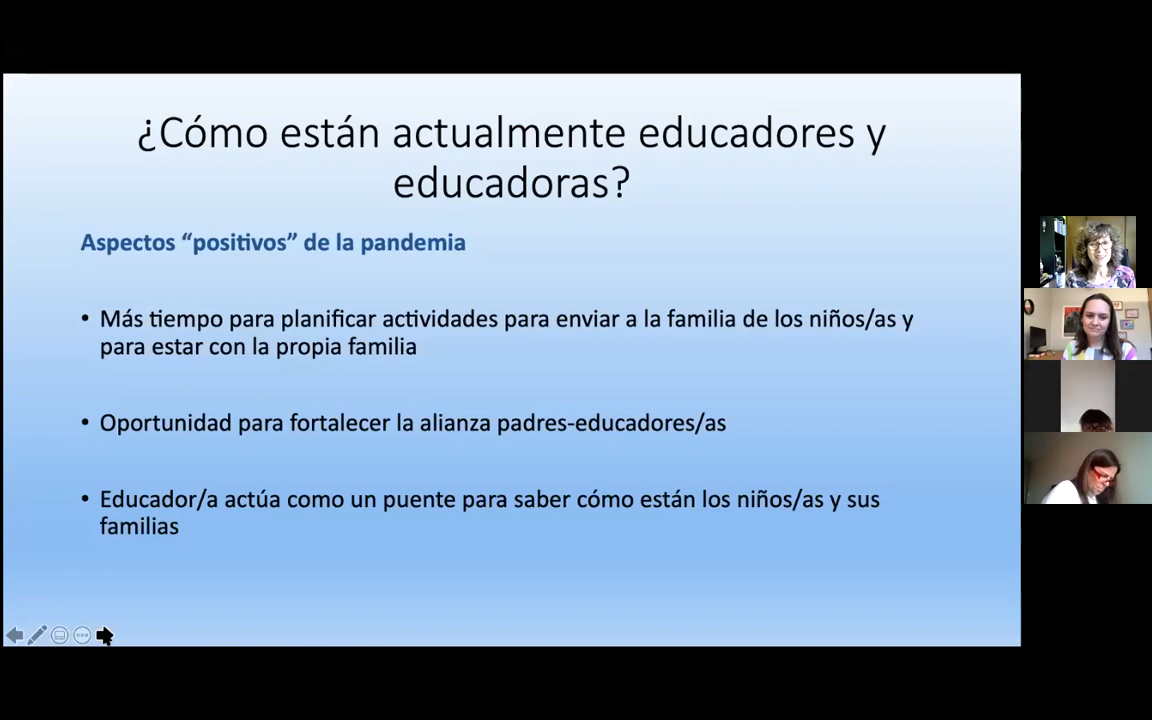 ¿Cómo están actualmente educadores y
educadoras?
Aspectos “positivos” de la pandemia
• Más tiempo para planificar actividades para enviar a la familia de los niños/as y
para estar con la propia familia
• Oportunidad para fortalecer la alianza padres-educadores/as
• Educador/a actúa como un puente para saber cómo están los niños/as y sus
familias